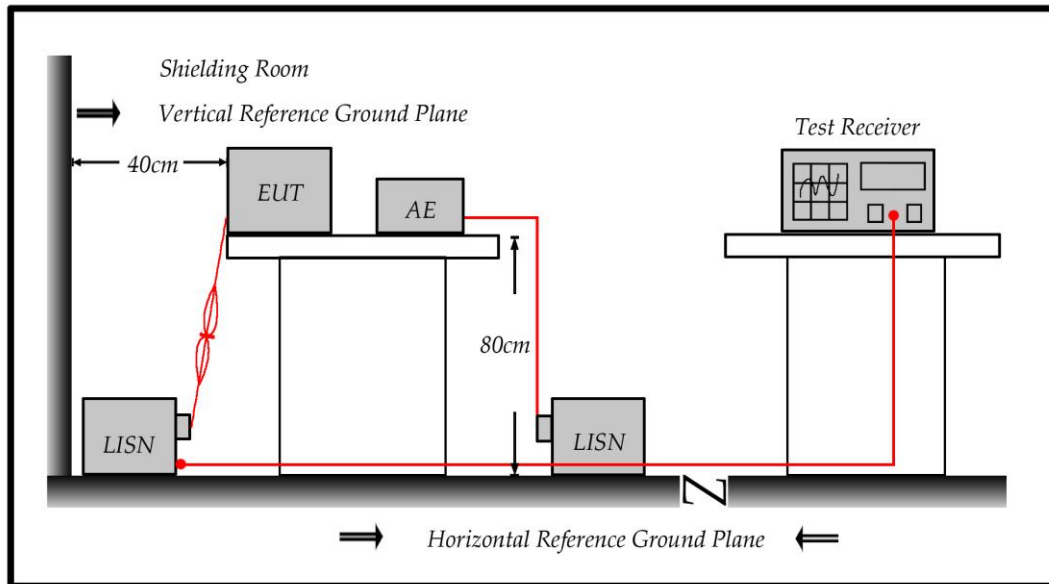 Shielding Room
Vertical Reference Ground Plane
Test Receiver
40cm
EUT
AE
80cm
LISN
LISN
Horizontal Reference Ground Plane